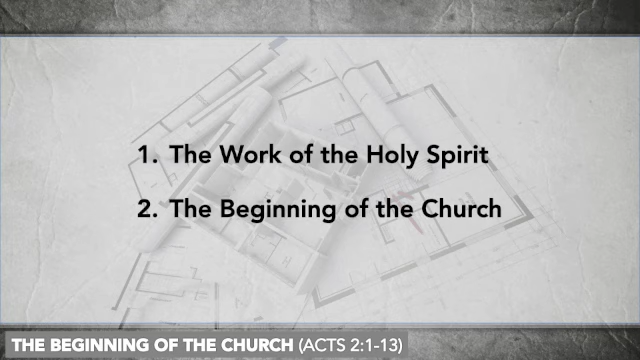 1. The Work of the Holy Spirit
2. The Beginning of the Church
THE BEGINNING OF THE CHURCH (ACTS 2:1-13)